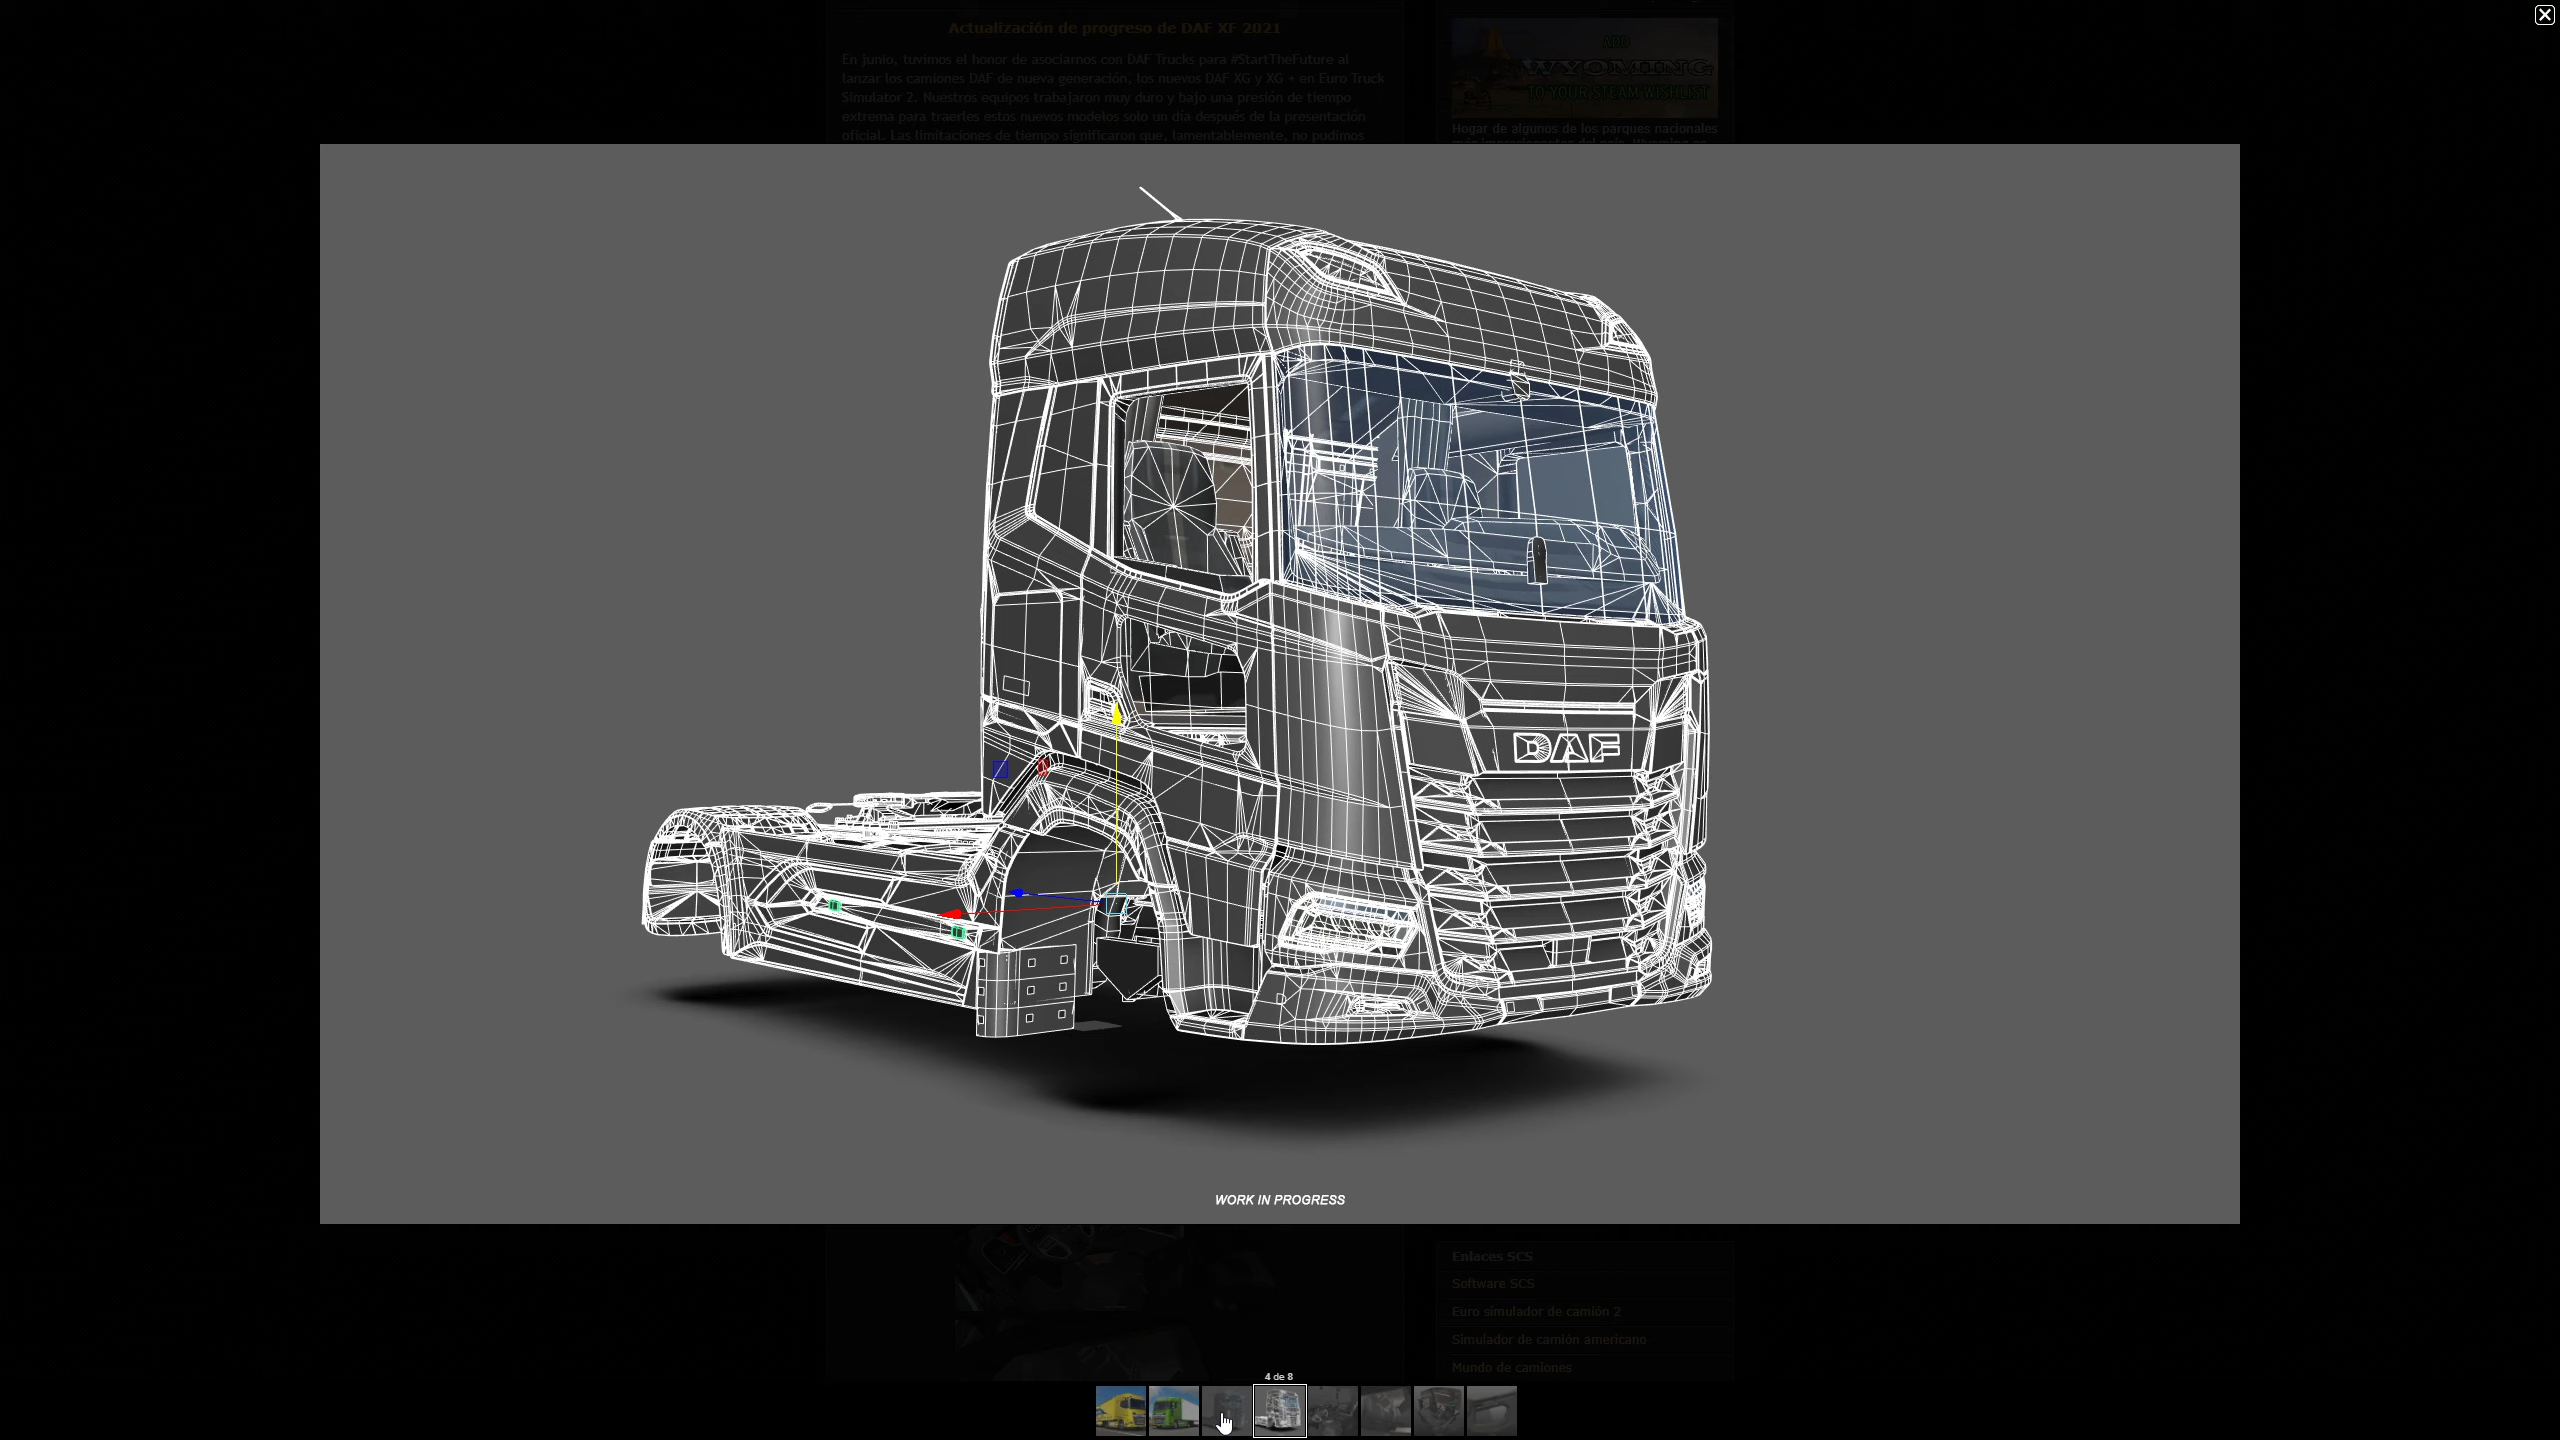 Actualización de progreso de DAF XF 2021
En junio, tuvimos el honor de asociarnos con DAF Trucks para #StartTheFuture al
lanzar los camiones DAF de nueva generación, los nuevos DAF XG y XG + en Euro Truck
Simulator 2. Nuestros equipos trabajaron muy duro y bajo una presión de tiempo
extrema para traerles estos nuevos modelos solo un día después de la presentación
oficial. Las limitaciones de tiempo significaron que, lamentablemente, no pudimos
ADD
WYOMING
TO YOUR STEAM WISHLIST
Hogar de algunos de los parques nacionales
DAF
WORK IN PROGRESS
Enlaces SCS
Software SCS
Euro simulador de camión 2
Simulador de camión americano
Mundo de camiones
4 de 8